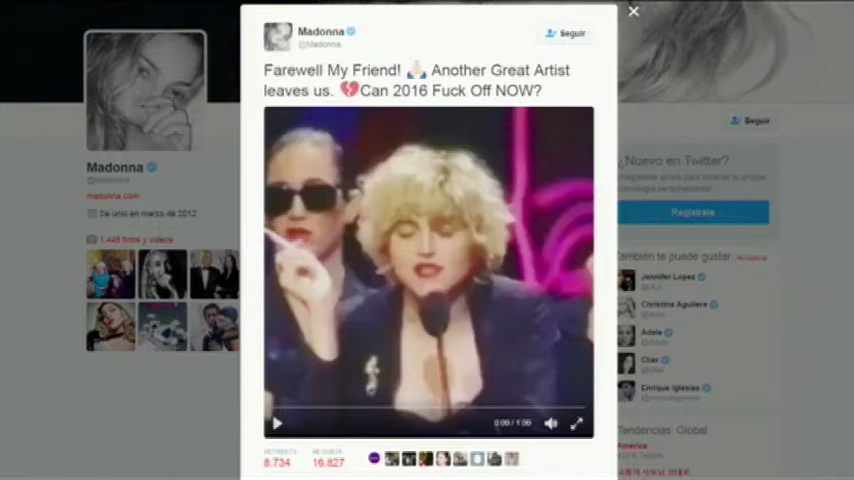 Madonna
@Madonna
Seguir
Farewell My Friend! 🙏🏻 Another Great Artist
leaves us. 💔Can 2016 Fuck Off NOW?
0:00 / 1:00
RETWEETS
ME GUSTA
8.734
16.827
Madonna
@Madonna
madonna.com
Se unió en marzo de 2012
1.449 fotos y videos
Seguir
¿Nuevo en Twitter?
Regístrate
También te puede gustar
Jennifer Lopez
Christina Aguilera
Adele
Cher
Enrique Iglesias
Tendencias: Global
America